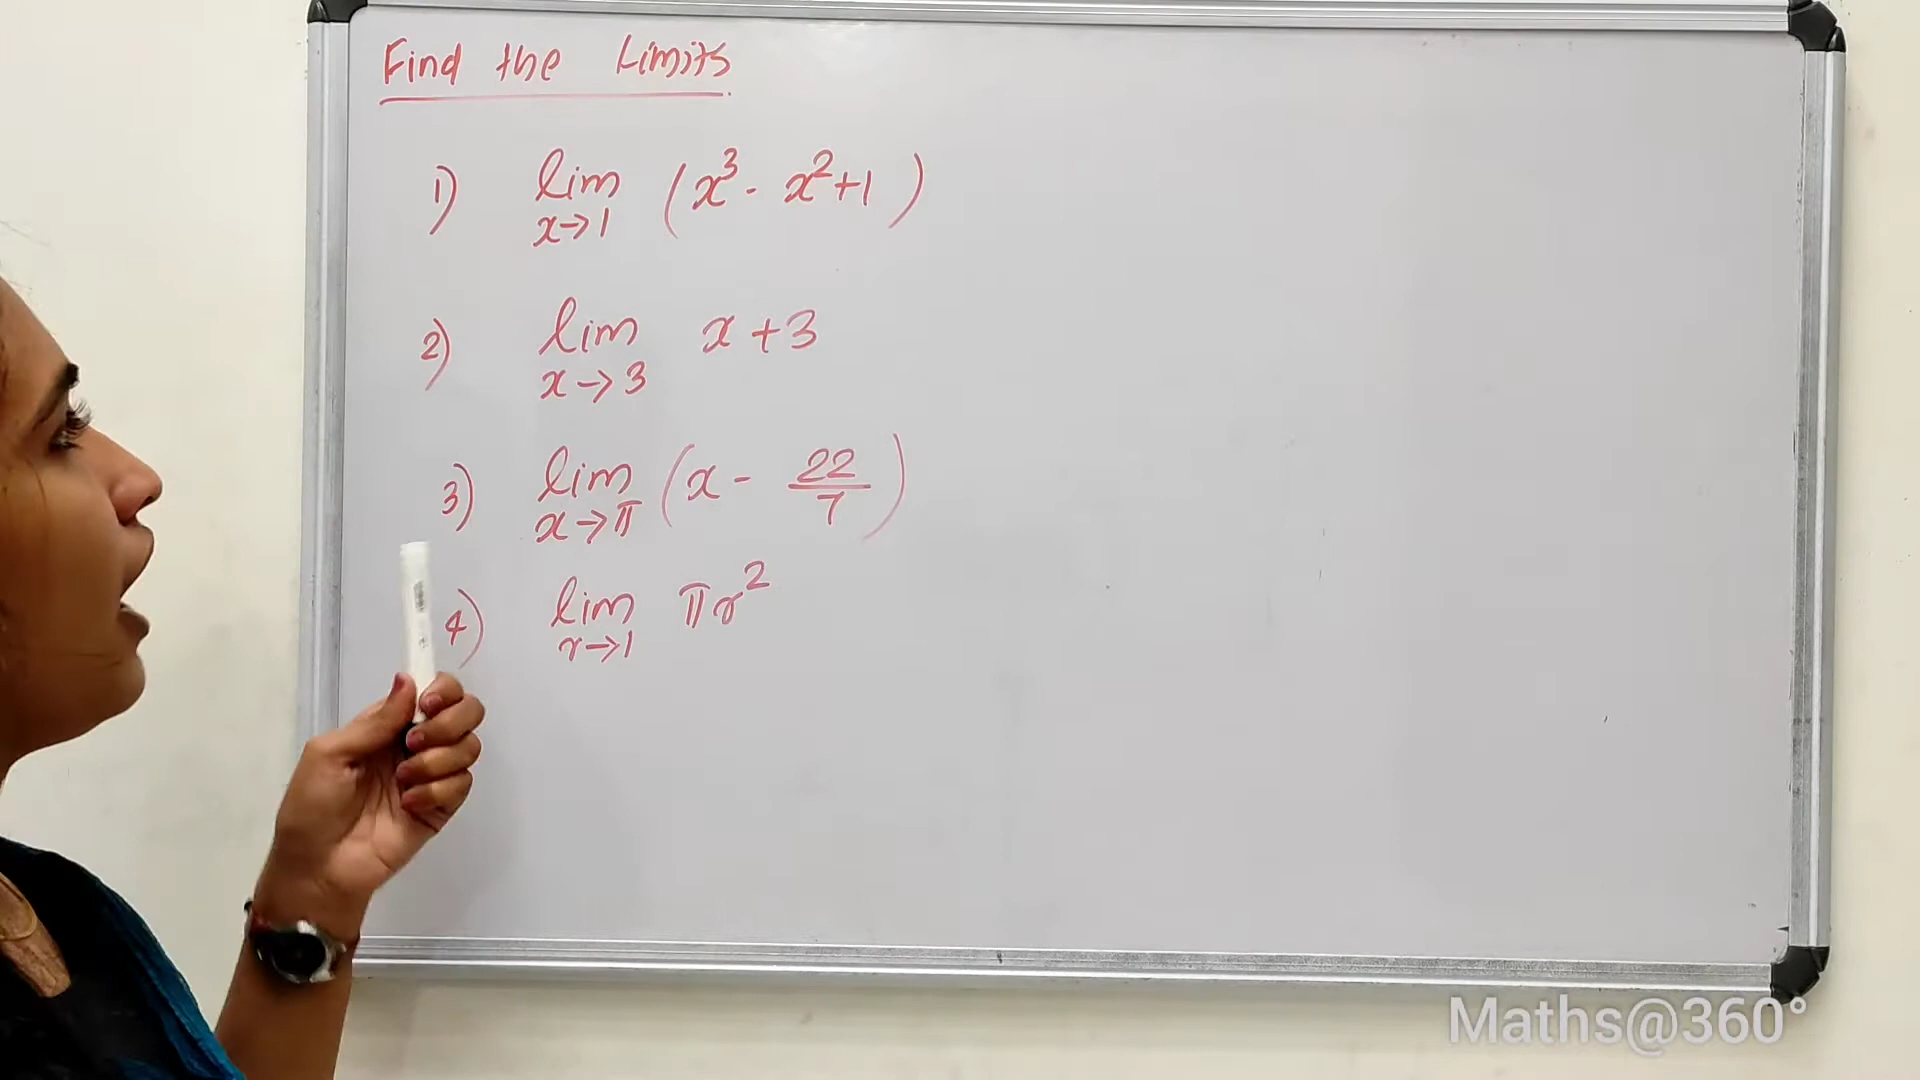 Find the Limits
1) lim x→1 (x³ - x²+1)
2) lim x→3 x+3
3) lim x→π (x - 22/7)
4) lim r→1 πr²
Maths@360°